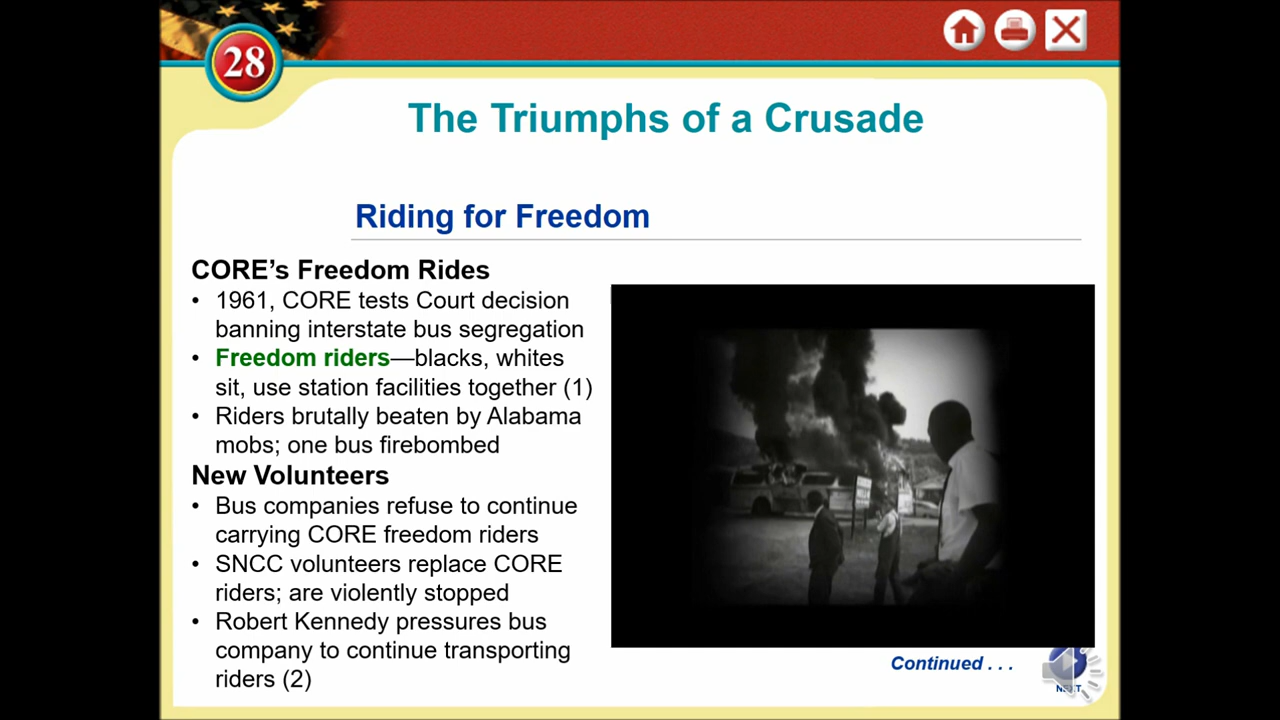 28
The Triumphs of a Crusade
Riding for Freedom
CORE’s Freedom Rides
• 1961, CORE tests Court decision
banning interstate bus segregation
• Freedom riders—blacks, whites
sit, use station facilities together (1)
• Riders brutally beaten by Alabama
mobs; one bus firebombed
New Volunteers
• Bus companies refuse to continue
carrying CORE freedom riders
• SNCC volunteers replace CORE
riders; are violently stopped
• Robert Kennedy pressures bus
company to continue transporting
riders (2)
Continued . . .
NEXT